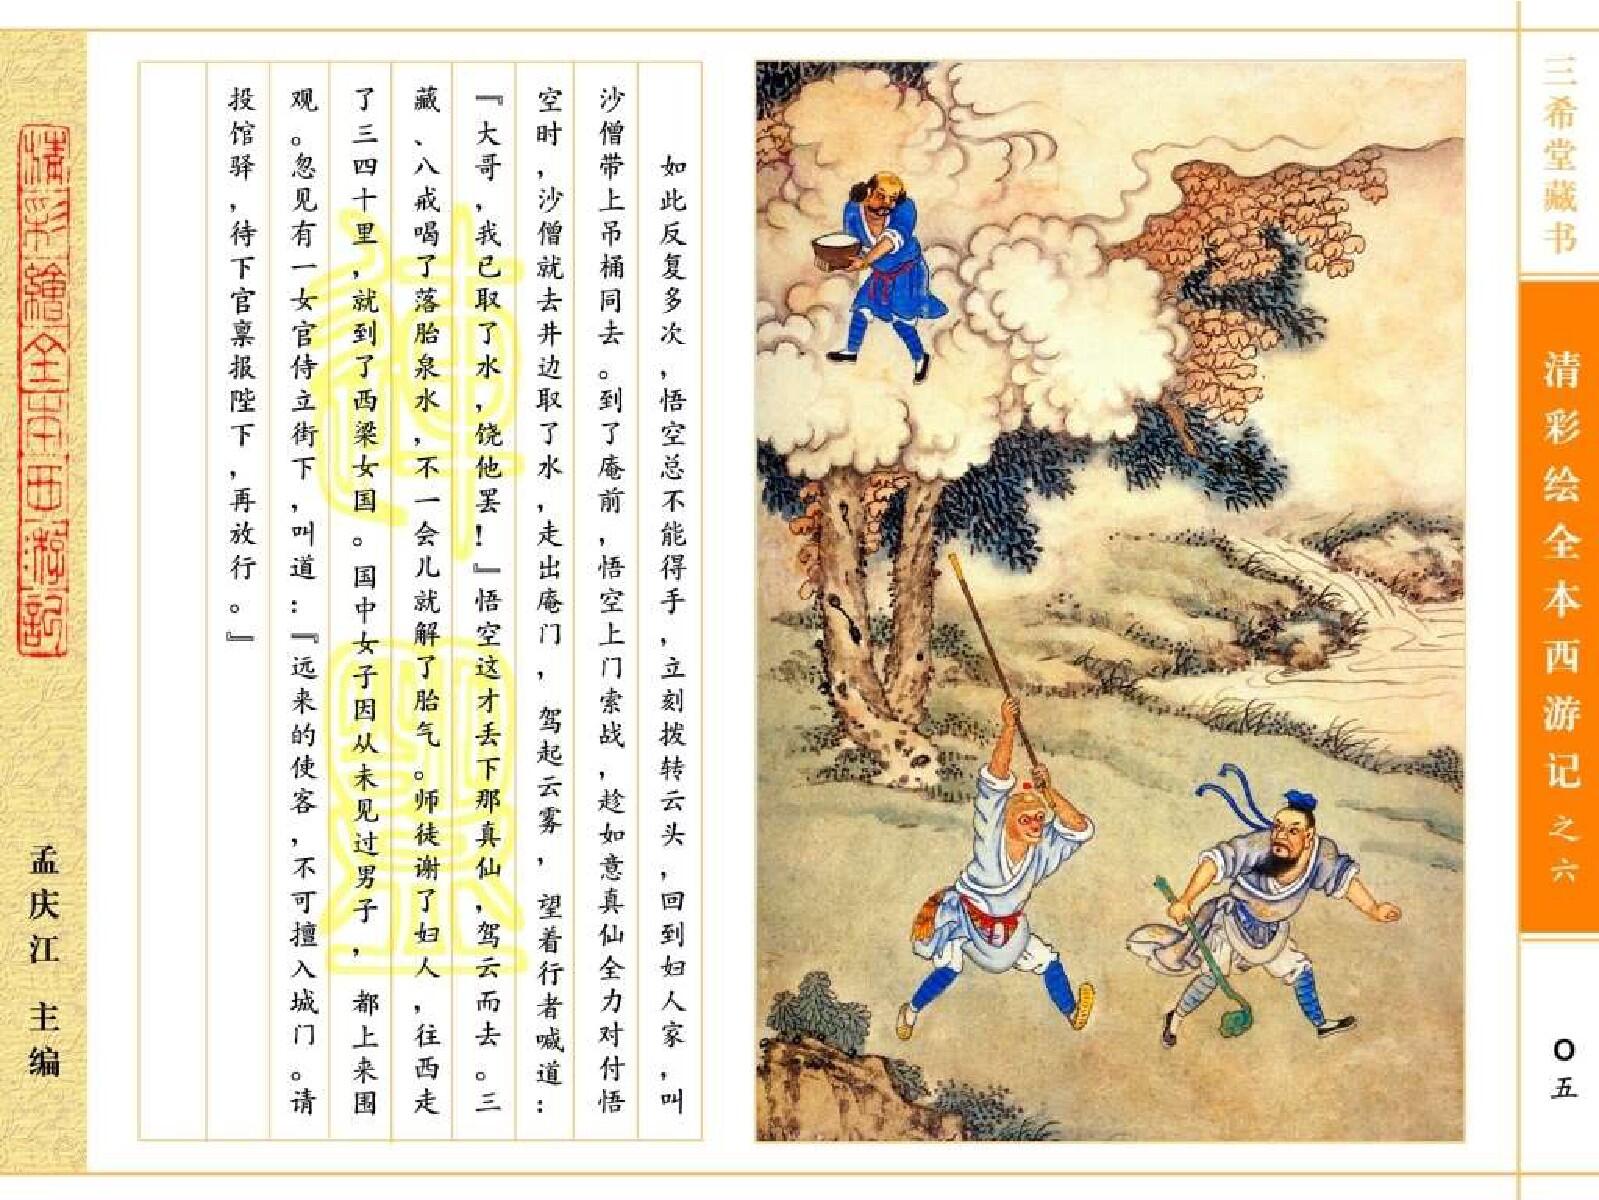 三希堂藏书
清彩绘全本西游记之六
〇五
如此反复多次，悟空总不能得手，立刻拨转云头，回到妇人家，叫
沙僧带上吊桶同去。到了庵前，悟空上门索战，趁如意真仙全力对付悟
空时，沙僧就去井边取了水，走出庵门，驾起云雾，望着行者喊道：
『大哥，我已取了水，饶他罢！』悟空这才丢下那真仙，驾云而去。三
藏、八戒喝了落胎泉水，不一会儿就解了胎气。师徒谢了妇人，往西走
了三四十里，就到了西梁女国。国中女子因从未见过男子，都上来围
观。忽见有一女官侍立街下，叫道：『远来的使客，不可擅入城门。请
投馆驿，待下官禀报陛下，再放行。』
清彩繪全本西游記
孟庆江 主编